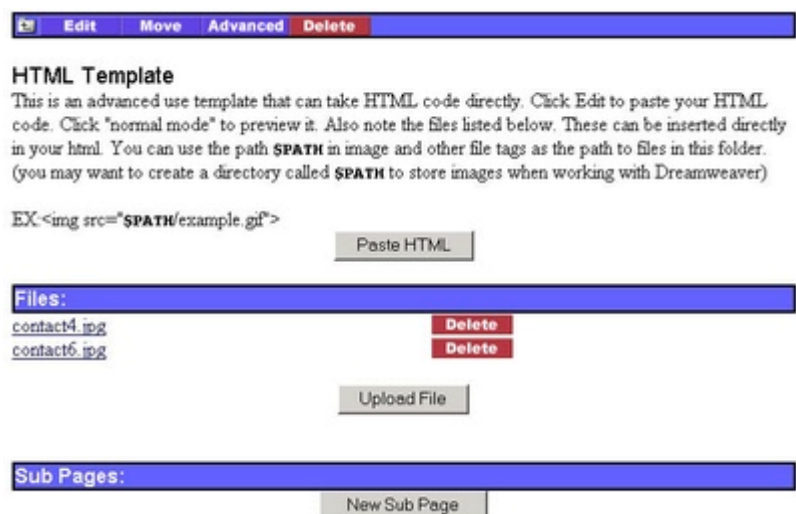 Edit Move Advanced Delete
HTML Template
This is an advanced use template that can take HTML code directly. Click Edit to paste your HTML
code. Click "normal mode" to preview it. Also note the files listed below. These can be inserted directly
in your html. You can use the path $PATH in image and other file tags as the path to files in this folder.
(you may want to create a directory called $PATH to store images when working with Dreamweaver)
EX:<img src="$PATH/example.gif">
Paste HTML
Files:
contact4.jpg Delete
contact6.jpg Delete
Upload File
Sub Pages:
New Sub Page